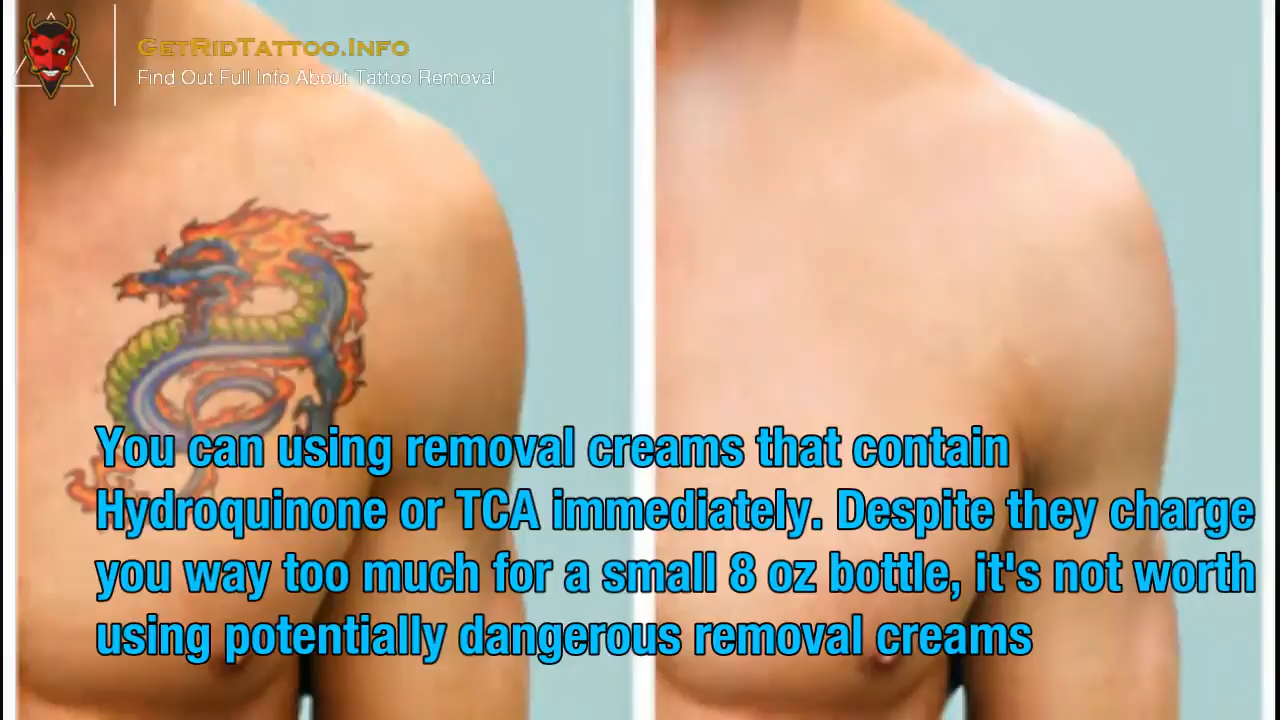 GetRidTattoo.Info
Find Out Full Info About Tattoo Removal
You can using removal creams that contain
Hydroquinone or TCA immediately. Despite they charge
you way too much for a small 8 oz bottle, it's not worth
using potentially dangerous removal creams